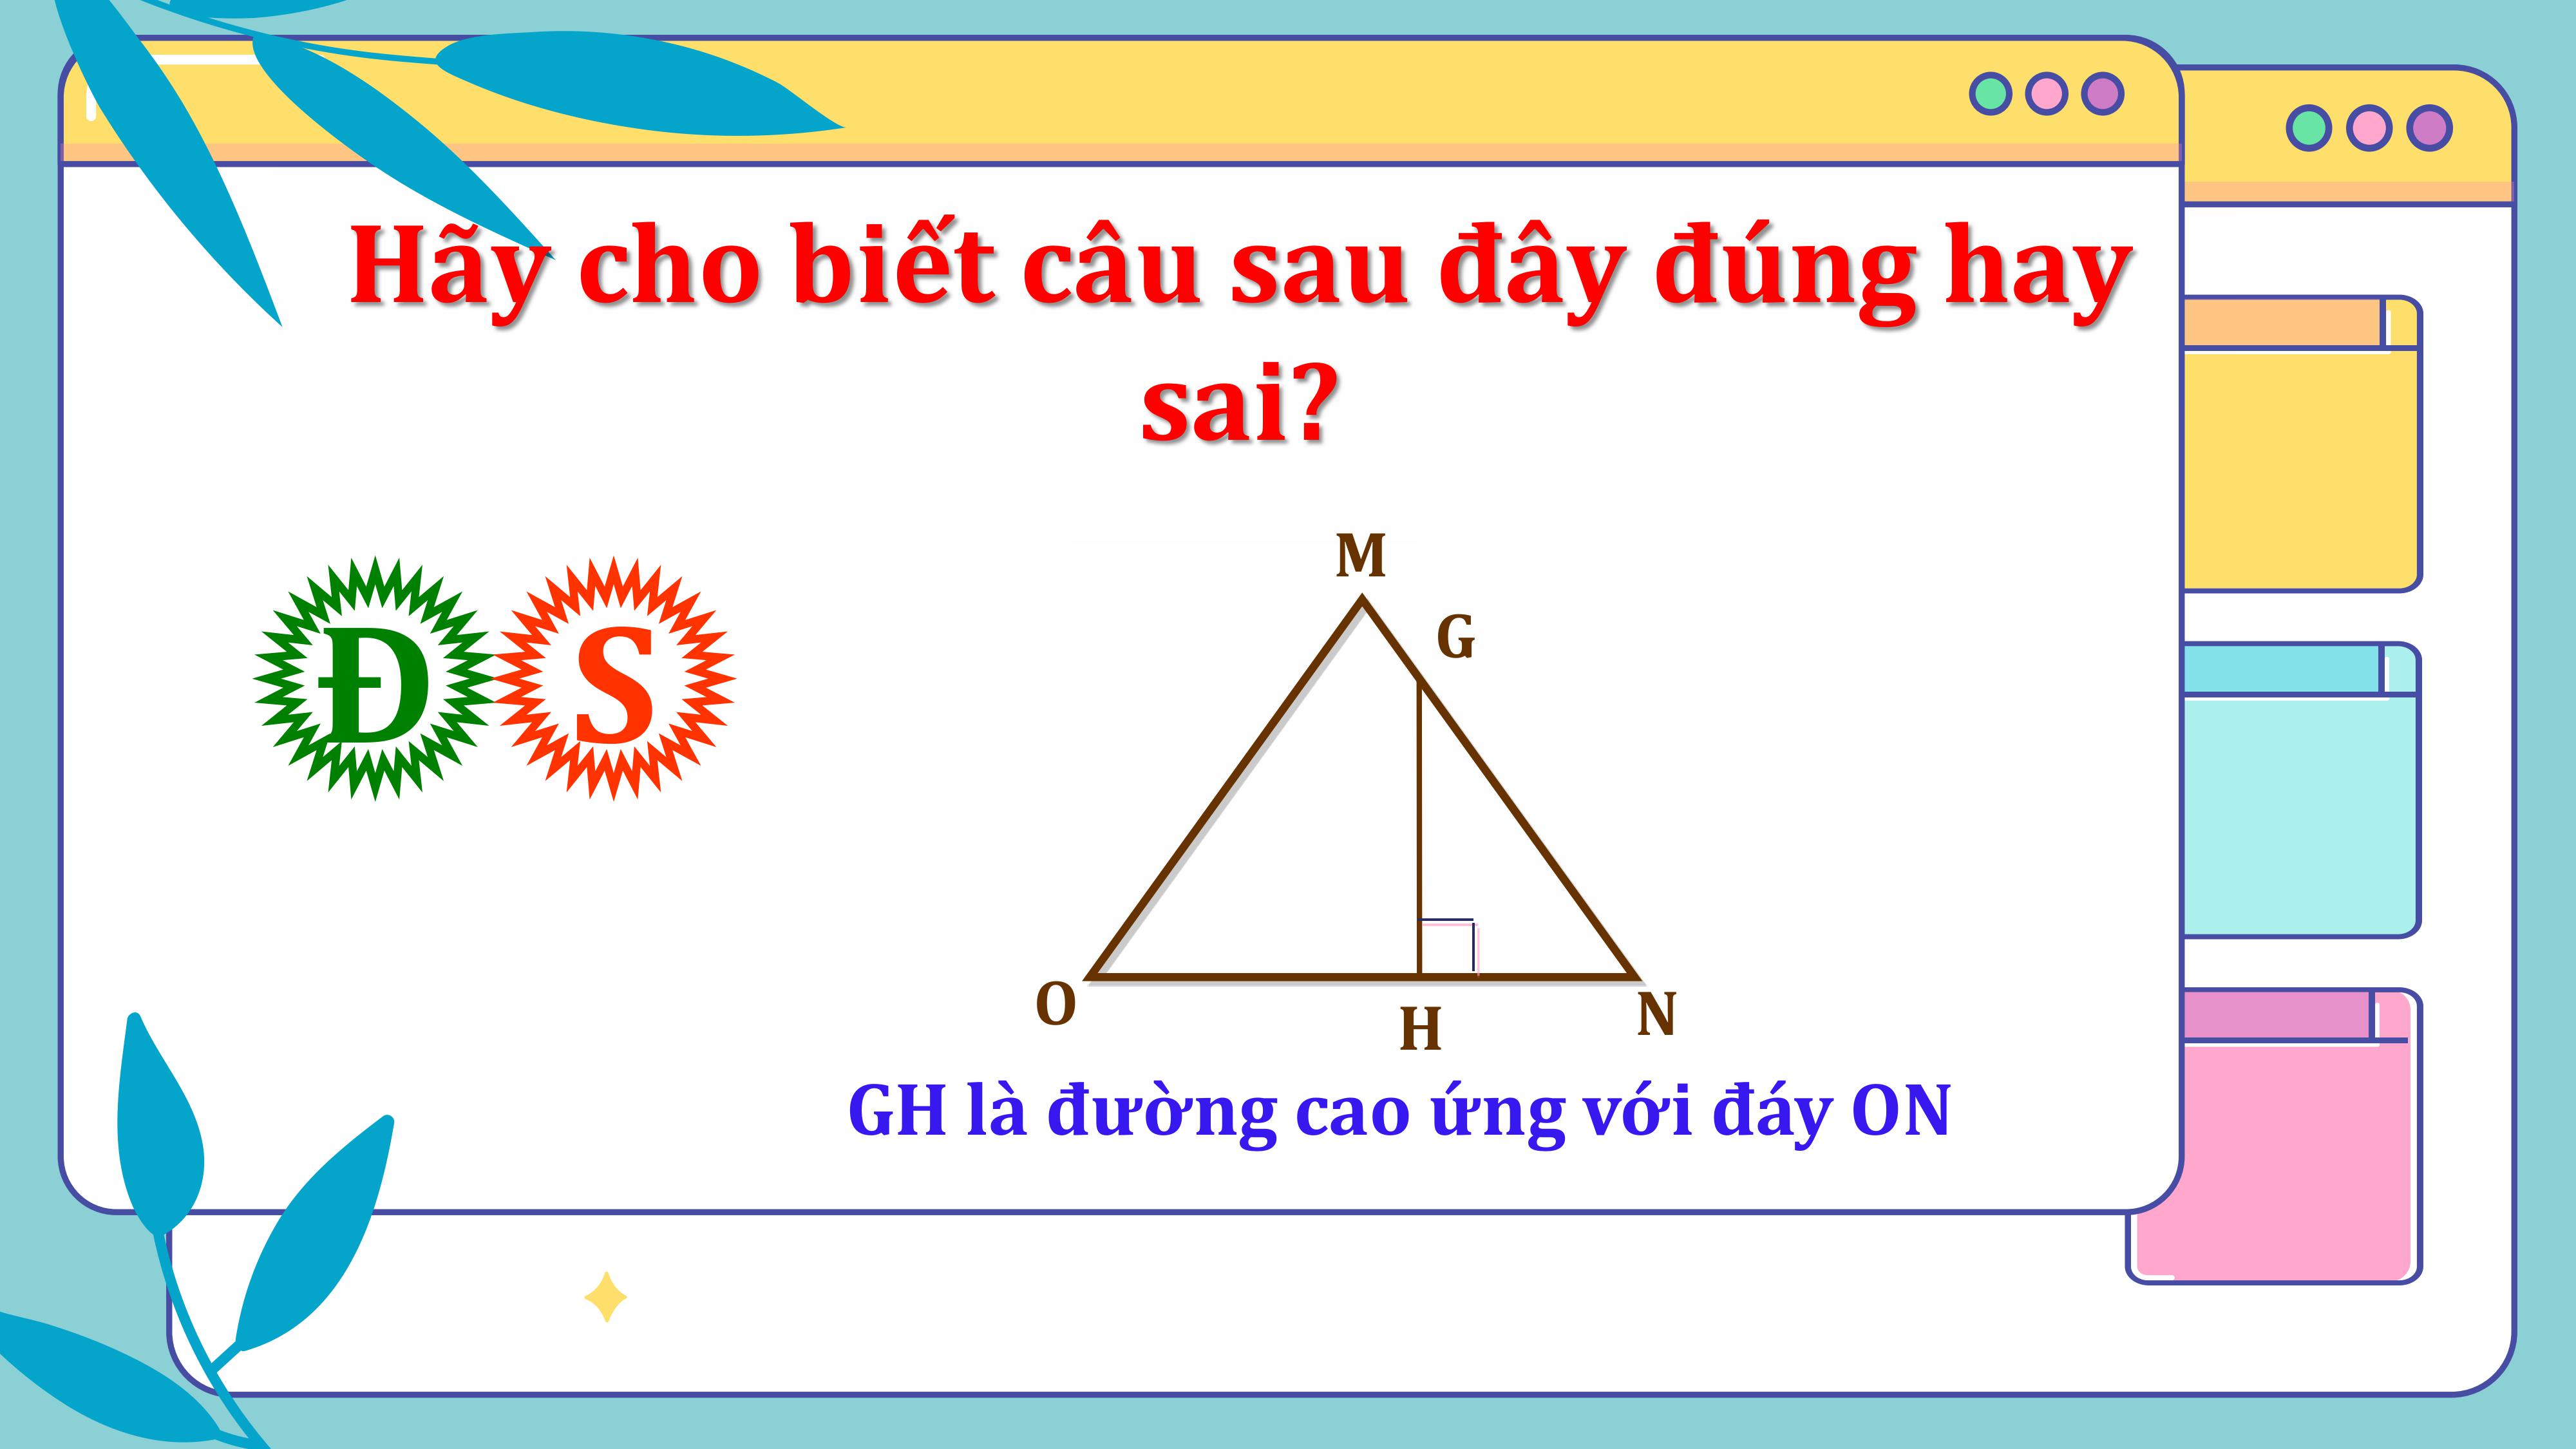 Hãy cho biết câu sau đây đúng hay
sai?
Đ S
M
G
O
H
N
GH là đường cao ứng với đáy ON